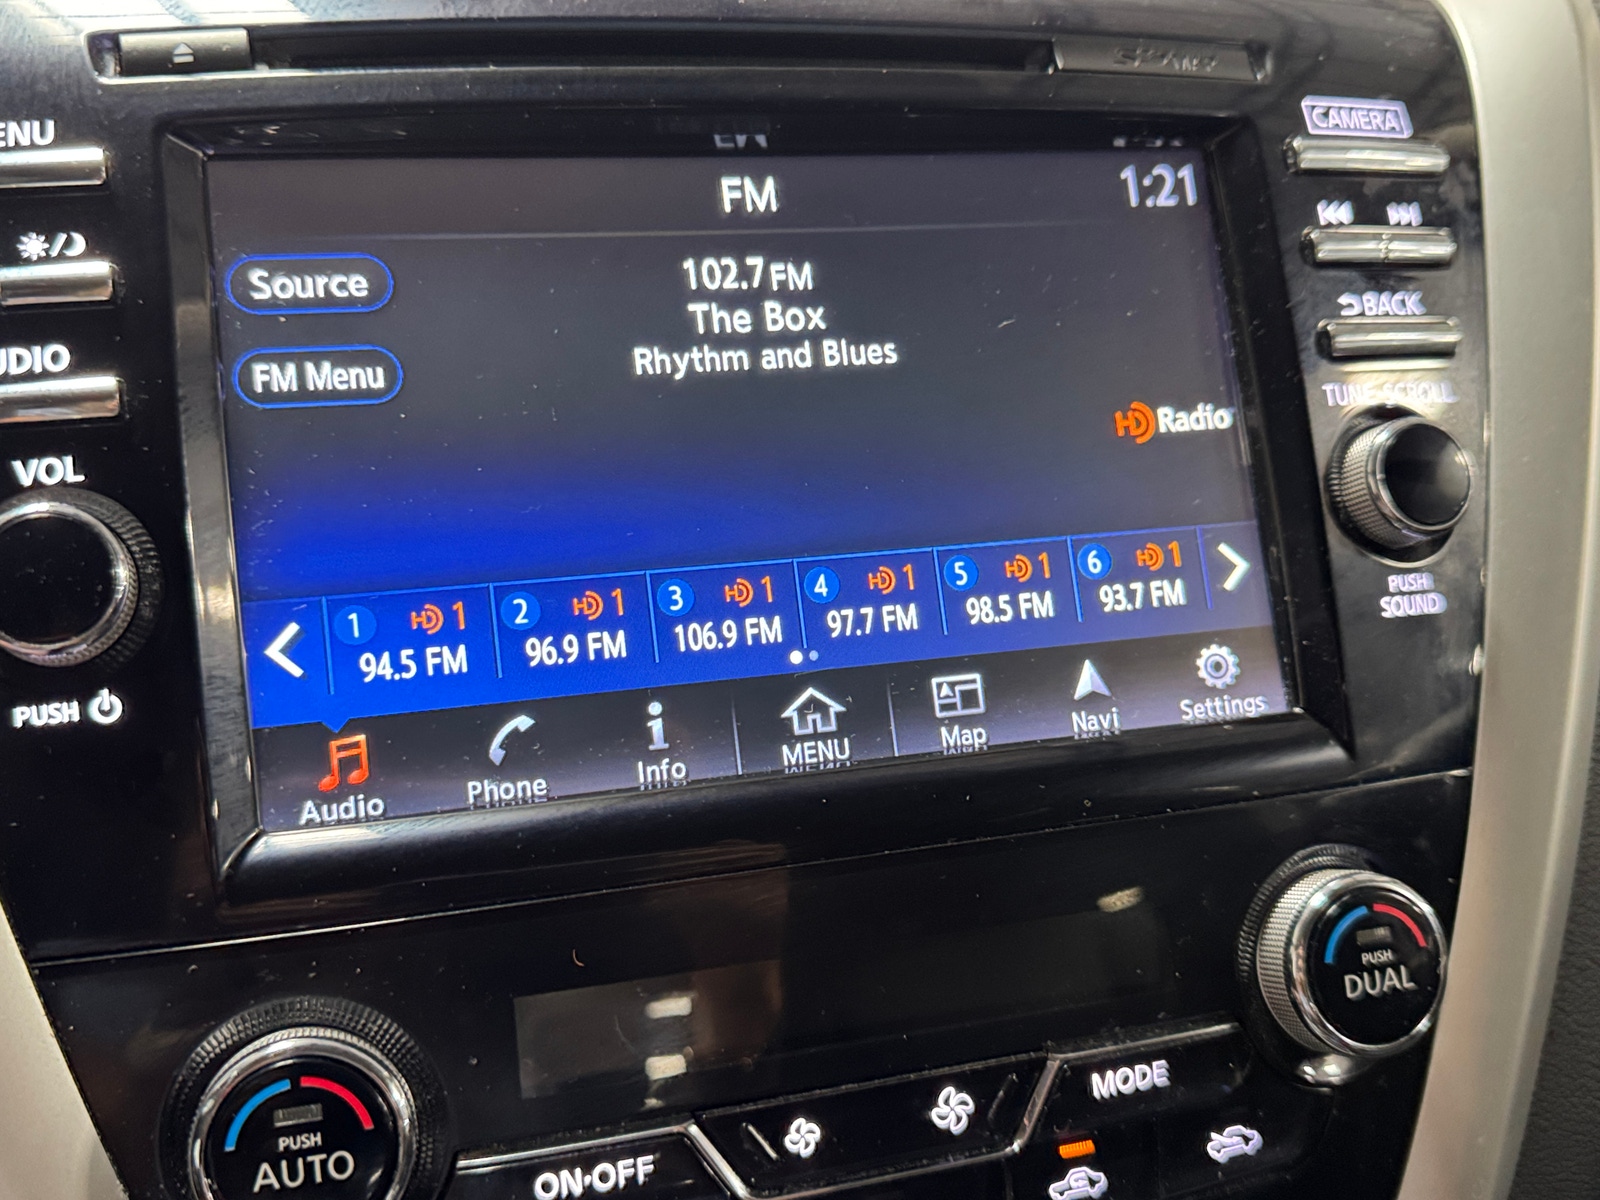 CAMERA
ENU
FM
1:21
Source
102.7 FM
The Box
Rhythm and Blues
BACK
UDIO
FM Menu
TUNE·SCROLL
HD Radio
VOL
1 HD 1
94.5 FM
2 HD 1
96.9 FM
3 HD 1
106.9 FM
4 HD 1
97.7 FM
5 HD 1
98.5 FM
6 HD 1
93.7 FM
PUSH
SOUND
PUSH
Audio
Phone
Info
MENU
Map
Navi
Settings
PUSH
DUAL
MODE
PUSH
AUTO
ON·OFF